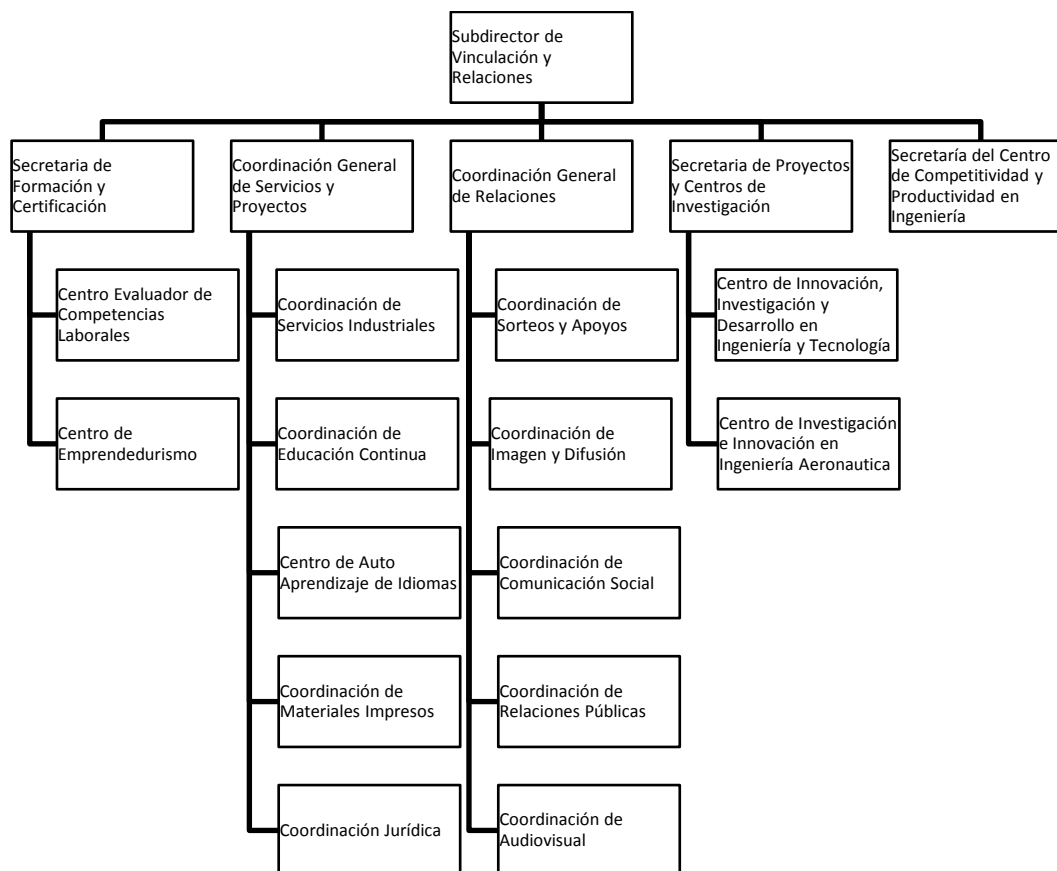 Subdirector de
Vinculación y
Relaciones
Secretaria de
Formación y
Certificación
Coordinación General
de Servicios y
Proyectos
Coordinación General
de Relaciones
Secretaria de Proyectos
y Centros de
Investigación
Secretaría del Centro
de Competitividad y
Productividad en
Ingeniería
Centro Evaluador de
Competencias
Laborales
Centro de
Emprendedurismo
Coordinación de
Servicios Industriales
Coordinación de
Educación Continua
Centro de Auto
Aprendizaje de Idiomas
Coordinación de
Materiales Impresos
Coordinación Jurídica
Coordinación de
Sorteos y Apoyos
Coordinación de
Imagen y Difusión
Coordinación de
Comunicación Social
Coordinación de
Relaciones Públicas
Coordinación de
Audiovisual
Centro de Innovación,
Investigación y
Desarrollo en
Ingeniería y Tecnología
Centro de Investigación
e Innovación en
Ingeniería Aeronautica